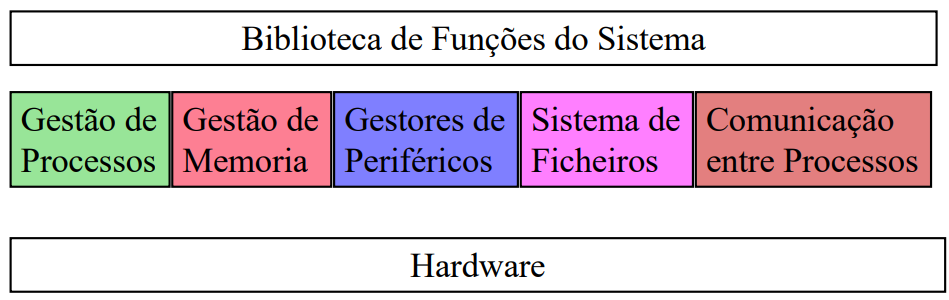 Biblioteca de Funções do Sistema
Gestão de
Processos
Gestão de
Memoria
Gestores de
Periféricos
Sistema de
Ficheiros
Comunicação
entre Processos
Hardware